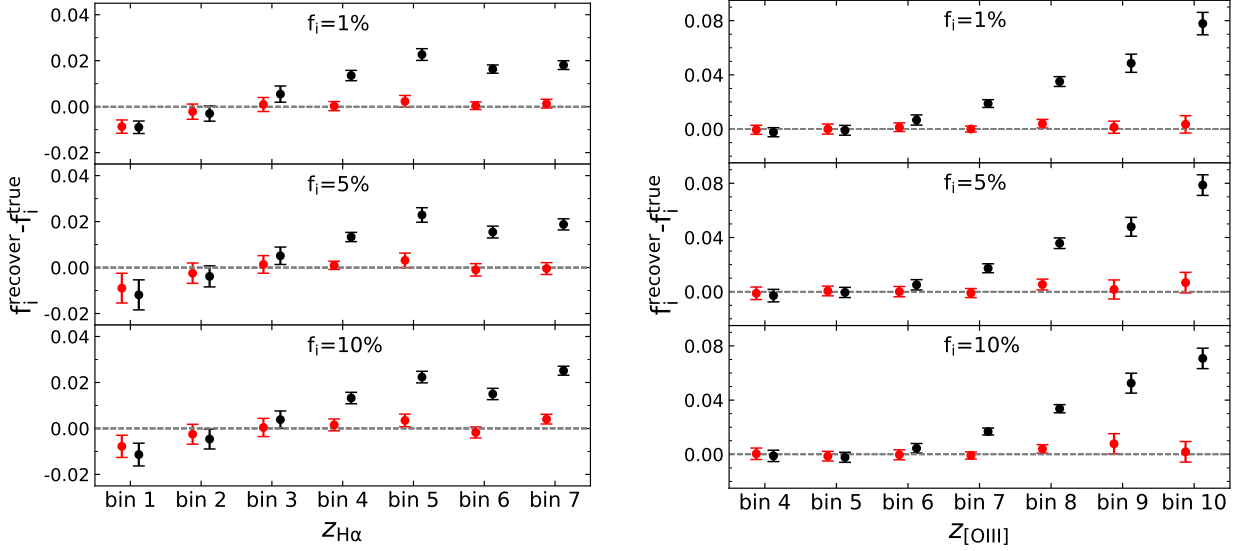 f_i^recover-f_i^true
f_i=1%
0.04
0.02
0.00
-0.02
f_i=5%
0.04
0.02
0.00
-0.02
f_i=10%
0.04
0.02
0.00
-0.02
bin 1 bin 2 bin 3 bin 4 bin 5 bin 6 bin 7
z_Hα
f_i^recover-f_i^true
f_i=1%
0.08
0.04
0.00
f_i=5%
0.08
0.04
0.00
f_i=10%
0.08
0.04
0.00
bin 4 bin 5 bin 6 bin 7 bin 8 bin 9 bin 10
z_[OIII]